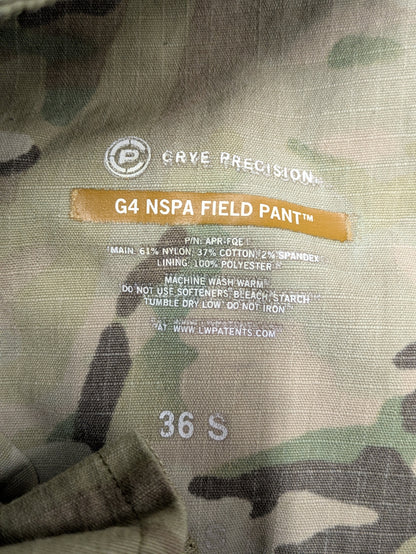 P CRYE PRECISION™
G4 NSPA FIELD PANT™
P/N: APR-FQE
MAIN: 61% NYLON, 37% COTTON, 2% SPANDEX
LINING: 100% POLYESTER
MACHINE WASH WARM
DO NOT USE SOFTENERS, BLEACH, STARCH
TUMBLE DRY LOW DO NOT IRON
PAT WWW.LWPATENTS.COM
36 S